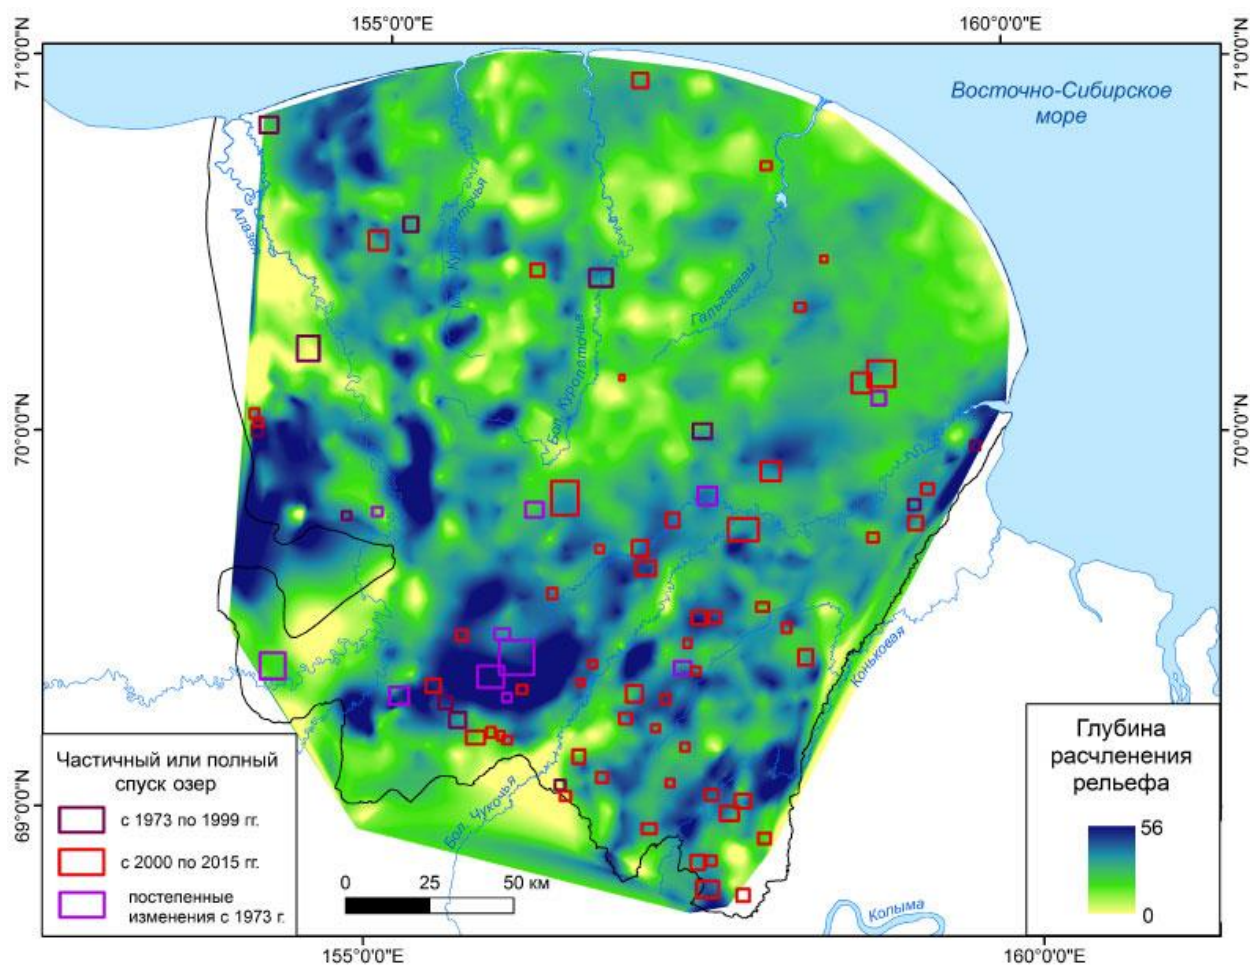 155°0'0"E
160°0'0"E
71°0'0"N
71°0'0"N
Восточно-Сибирское
море
Алазея
Мал. Куропаточья
Бол. Куропаточья
Гальгаваам
70°0'0"N
70°0'0"N
Коньковая
Бол. Чукочья
69°0'0"N
69°0'0"N
Частичный или полный
спуск озер
с 1973 по 1999 гг.
с 2000 по 2015 гг.
постепенные
изменения с 1973 г.
0
25
50 км
Колыма
Глубина
расчленения
рельефа
56
0
155°0'0"E
160°0'0"E